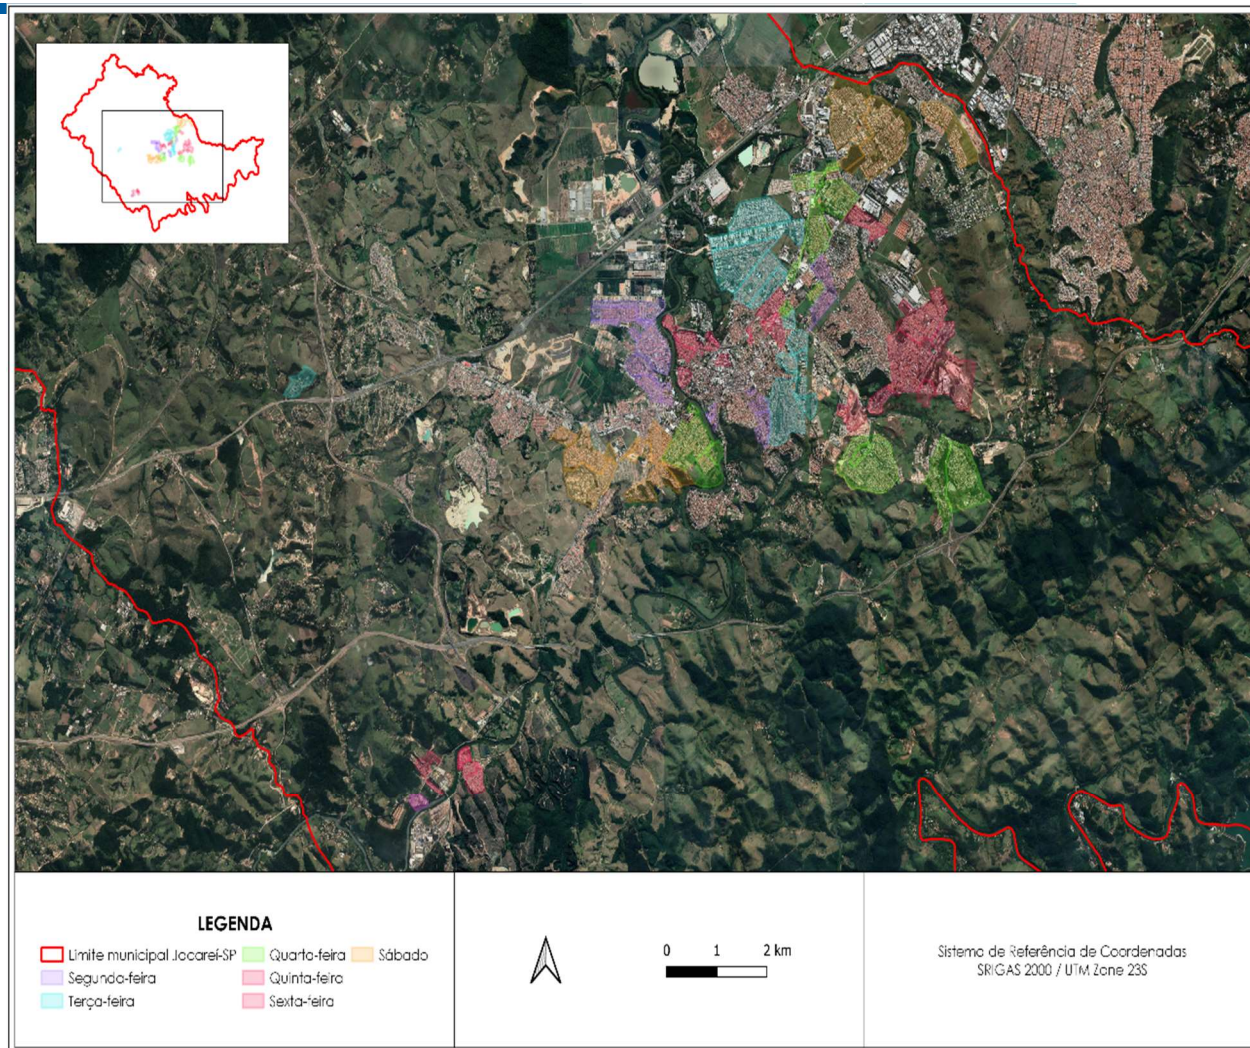 LEGENDA
Limite municipal Jacareí-SP
Quarta-feira
Sábado
Segunda-feira
Quinta-feira
Terça-feira
Sexta-feira
0 1 2 km
Sistema de Referência de Coordenadas
SRIGAS 2000 / UTM Zone 23S